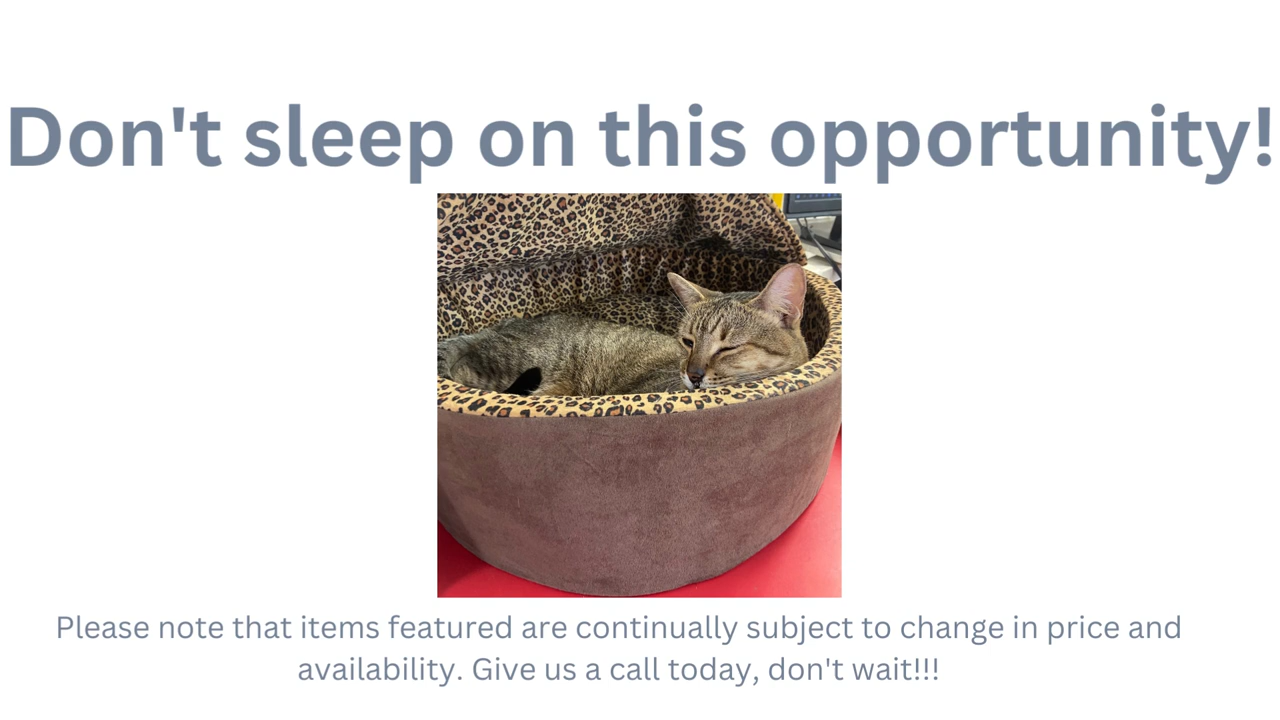 Don't sleep on this opportunity!
Please note that items featured are continually subject to change in price and
availability. Give us a call today, don't wait!!!